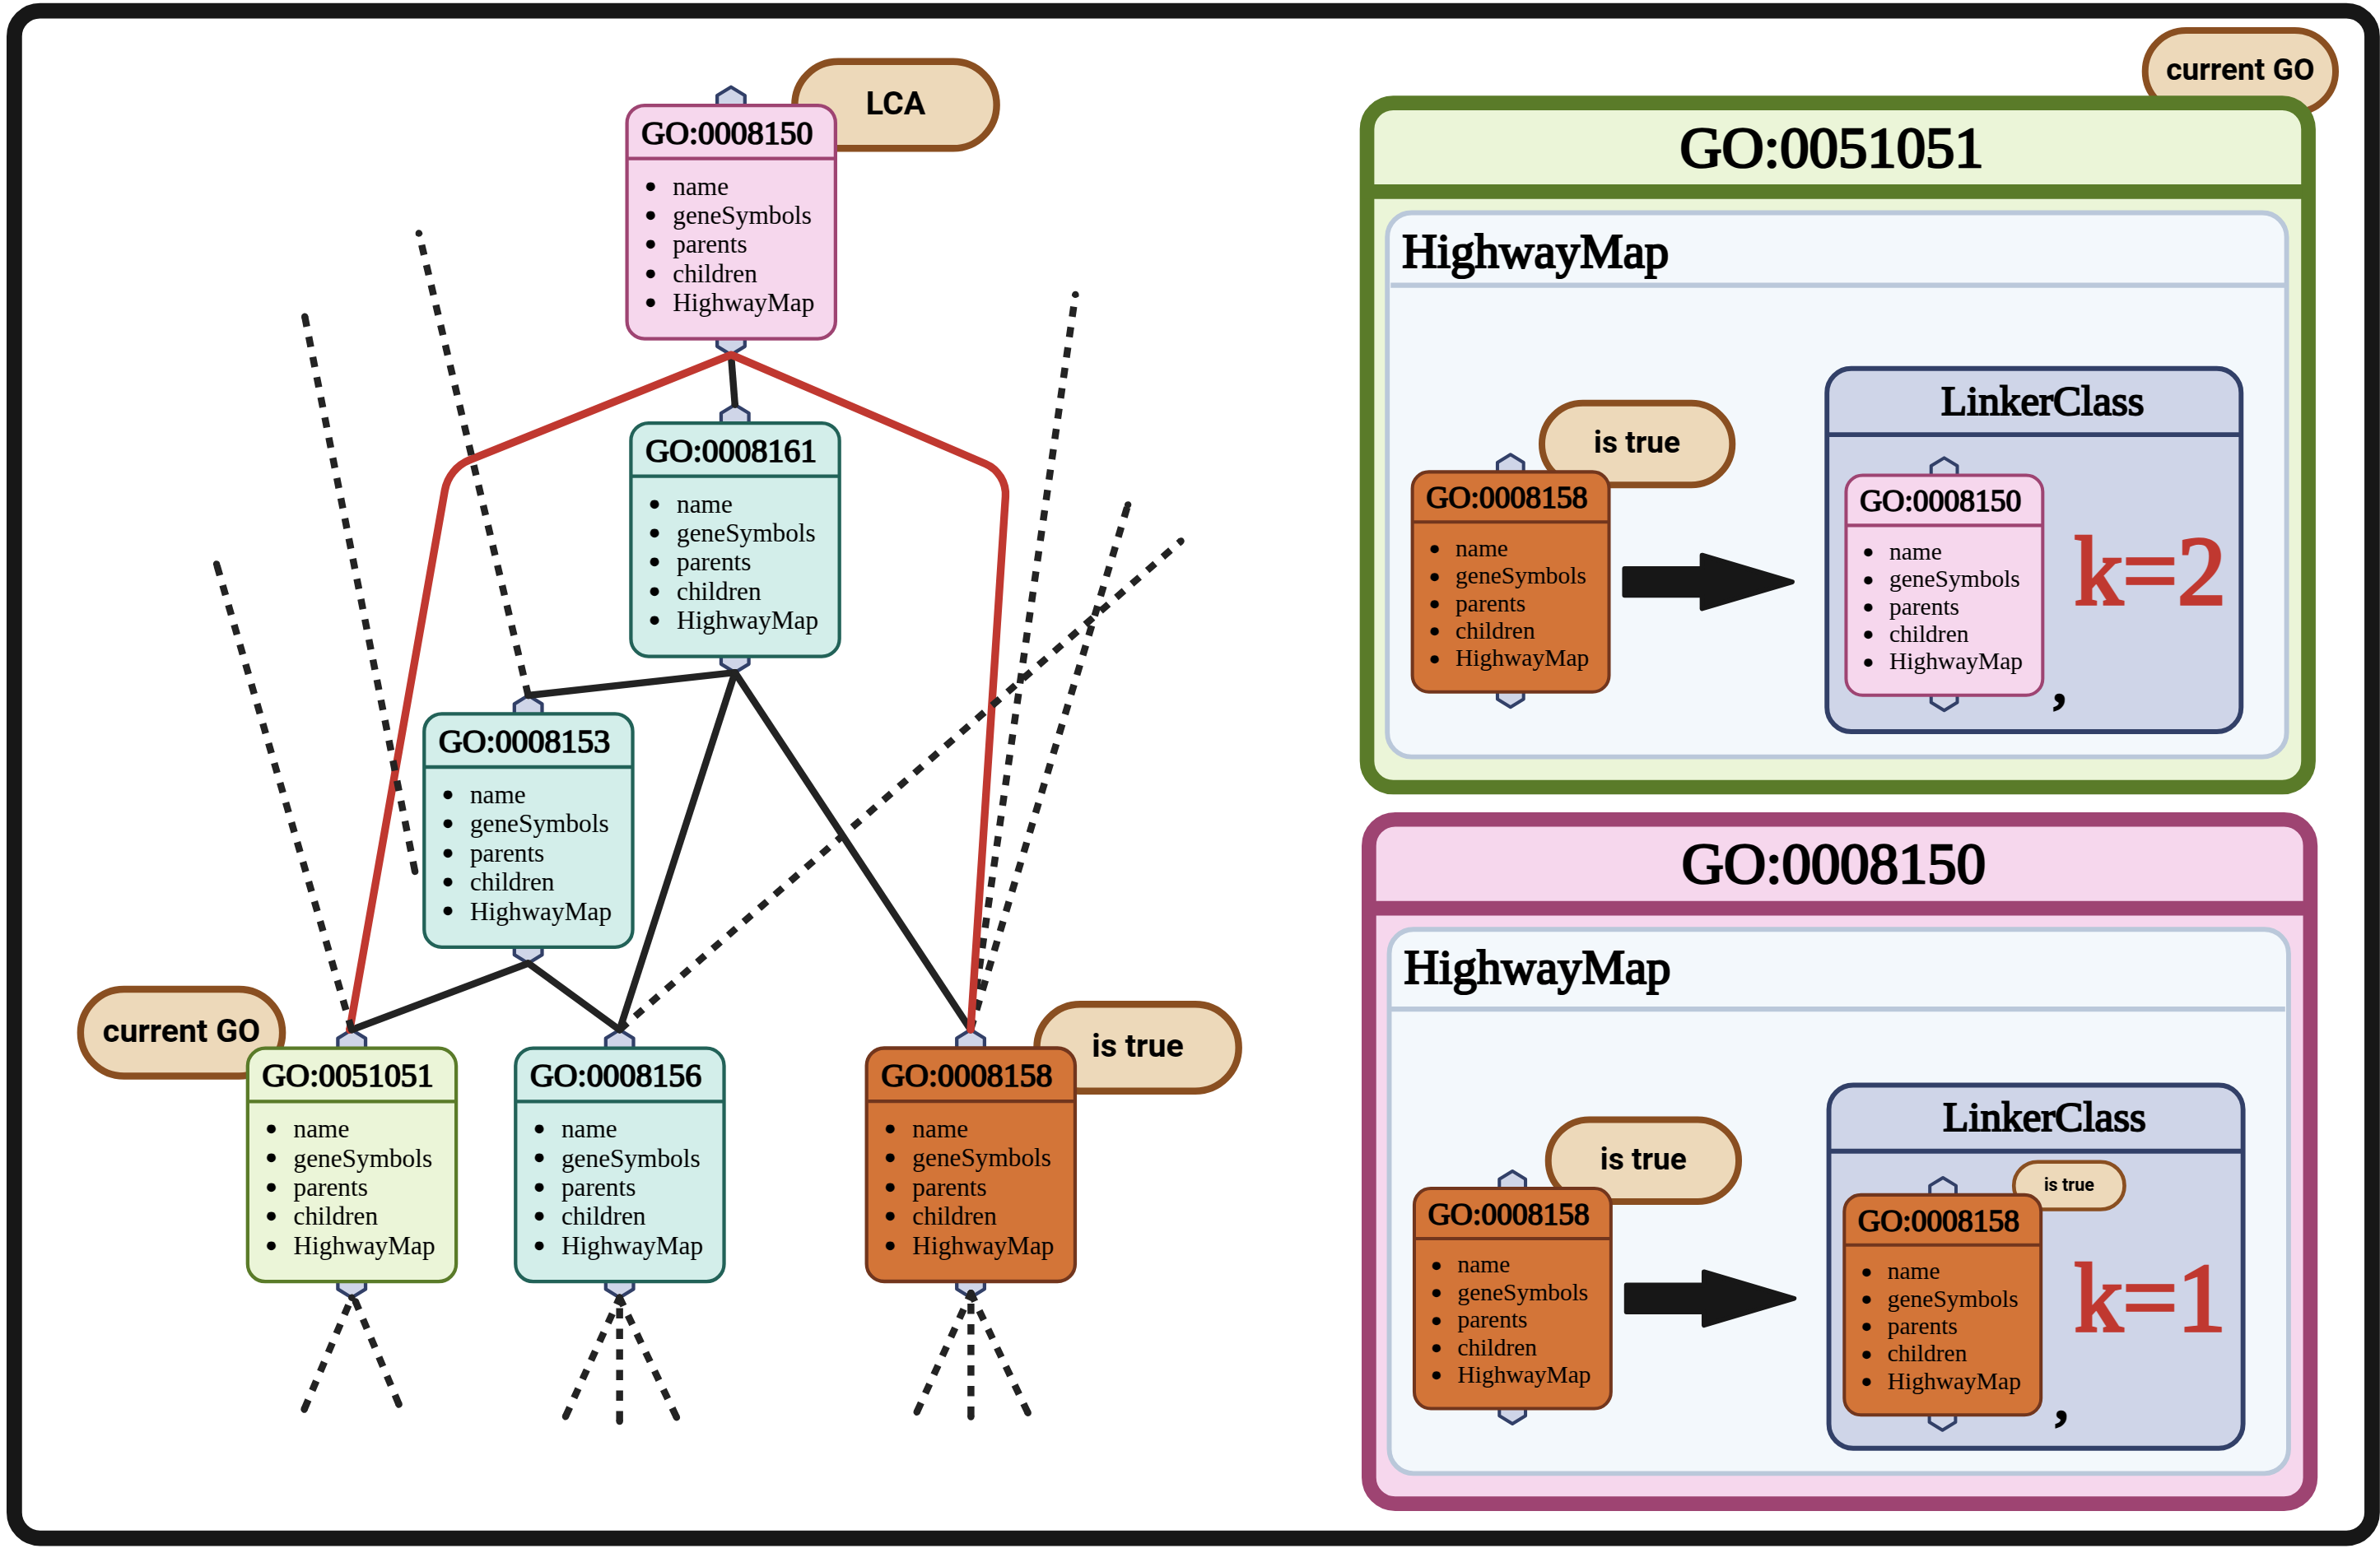 LCA
GO:0008150
• name
• geneSymbols
• parents
• children
• HighwayMap
GO:0008161
• name
• geneSymbols
• parents
• children
• HighwayMap
GO:0008153
• name
• geneSymbols
• parents
• children
• HighwayMap
current GO
GO:0051051
• name
• geneSymbols
• parents
• children
• HighwayMap
GO:0008156
• name
• geneSymbols
• parents
• children
• HighwayMap
is true
GO:0008158
• name
• geneSymbols
• parents
• children
• HighwayMap
current GO
GO:0051051
HighwayMap
is true
GO:0008158
• name
• geneSymbols
• parents
• children
• HighwayMap
LinkerClass
GO:0008150
• name
• geneSymbols
• parents
• children
• HighwayMap
,
k=2
GO:0008150
HighwayMap
is true
GO:0008158
• name
• geneSymbols
• parents
• children
• HighwayMap
LinkerClass
is true
GO:0008158
• name
• geneSymbols
• parents
• children
• HighwayMap
,
k=1